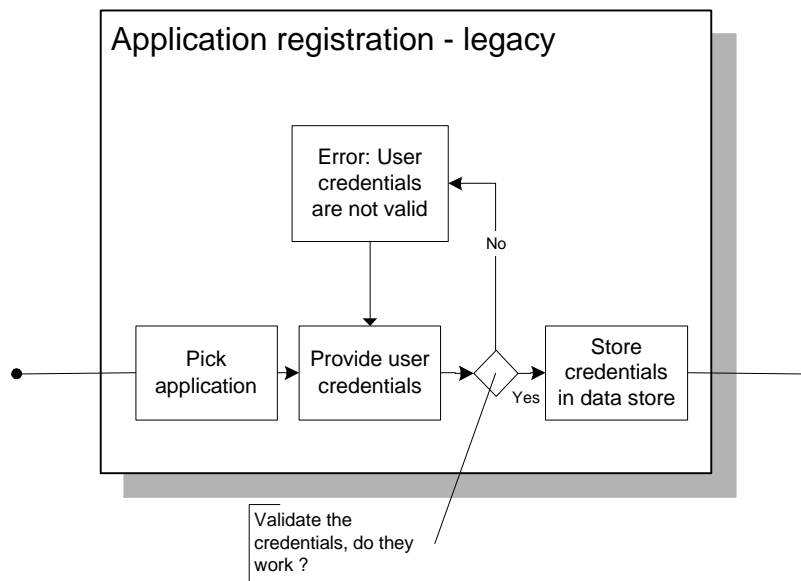 Application registration - legacy
Error: User
credentials
are not valid
No
Pick
application
Provide user
credentials
Yes
Store
credentials
in data store
Validate the
credentials, do they
work ?